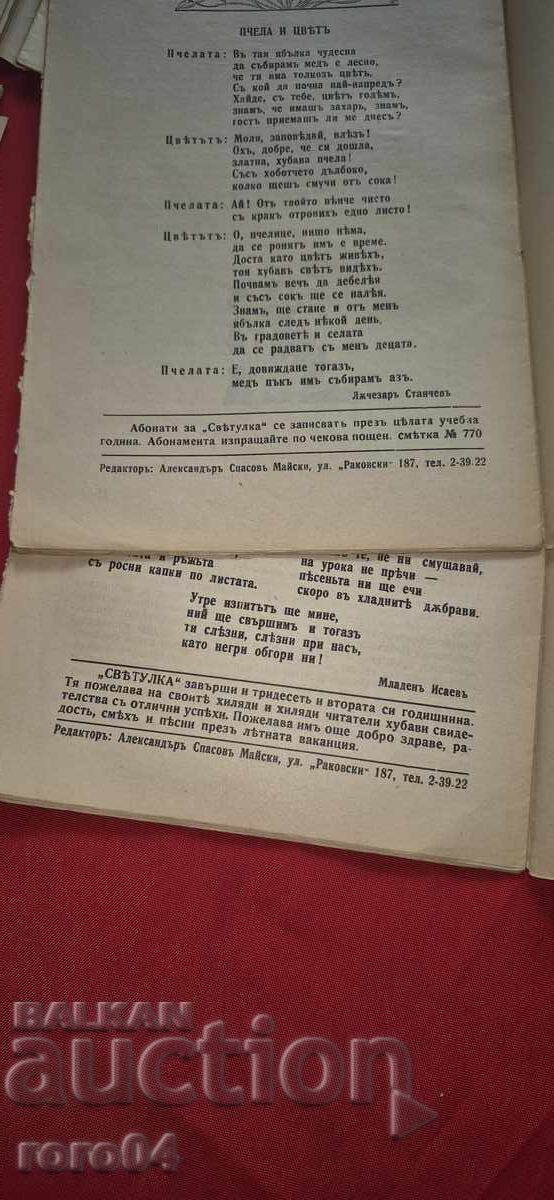 ПЧЕЛА И ЦВѢТЪ
Пчелата: Въ тая ябълка чудесна
да събирамъ медъ е лесно,
че тя има толкозъ цвѣтъ,
Съ кой да почна най-напредъ?
Хайде, съ тебе, цвѣтъ голѣмъ,
знамъ, че имашъ захарь, знамъ,
гость приемашъ ли ме днесъ?
Цвѣтътъ: Моля, заповѣдай, влѣзъ!
Охъ, добре, че си дошла,
златна, хубава пчела!
Съсъ хоботчето дълбоко,
колко щешъ смучи отъ сока!
Пчелата: Ай! Отъ твойто вѣнче чисто
съ кракъ отронихъ едно листо!
Цвѣтътъ: О, пчелице, нищо нѣма,
да се ронятъ имъ е време.
Доста като цвѣтъ живѣхъ,
тоя хубавъ свѣтъ видѣхъ.
Почвамъ вечъ да дебелѣя
и съсъ сокъ ще се налѣя.
Знамъ, ще стане и отъ менъ
ябълка следъ нѣкой день,
Въ градоветѣ и селата
да се радватъ съ менъ децата.
Пчелата: Е, довиждане тогазъ,
медъ пъкъ имъ събирамъ азъ.
Лѫчезаръ Станчевъ
Абонати за „Свѣтулка“ се записватъ презъ цѣлата учебна
година. Абонамента изпращайте по чекова пощен. смѣтка № 770
Редакторъ: Александъръ Спасовъ Майски, ул. „Раковски“ 187, тел. 2-39.22
и ръжьта
съ росни капки по листата.
не ни смущавай,
на урока не прѣчи —
пѣсеньта ни ще ечи
скоро въ хладнитѣ дѫбрави.
Утре изпитътъ ще мине,
ний ще свършимъ и тогазъ
ти слѣзни, слѣзни при насъ,
като негри обгори ни!
Младенъ Исаевъ
„СВѢТУЛКА“ завърши и тридесеть и втората си годишнина.
Тя пожелава на своитѣ хиляди и хиляди читатели хубави свиде-
телства съ отлични успѣхи. Пожелава имъ още добро здраве, ра-
дость, смѣхъ и пѣсни презъ лѣтната ваканция.
Редакторъ: Александъръ Спасовъ Майски, ул. „Раковски“ 187, тел. 2-39.22
BALKAN
auction
roro04